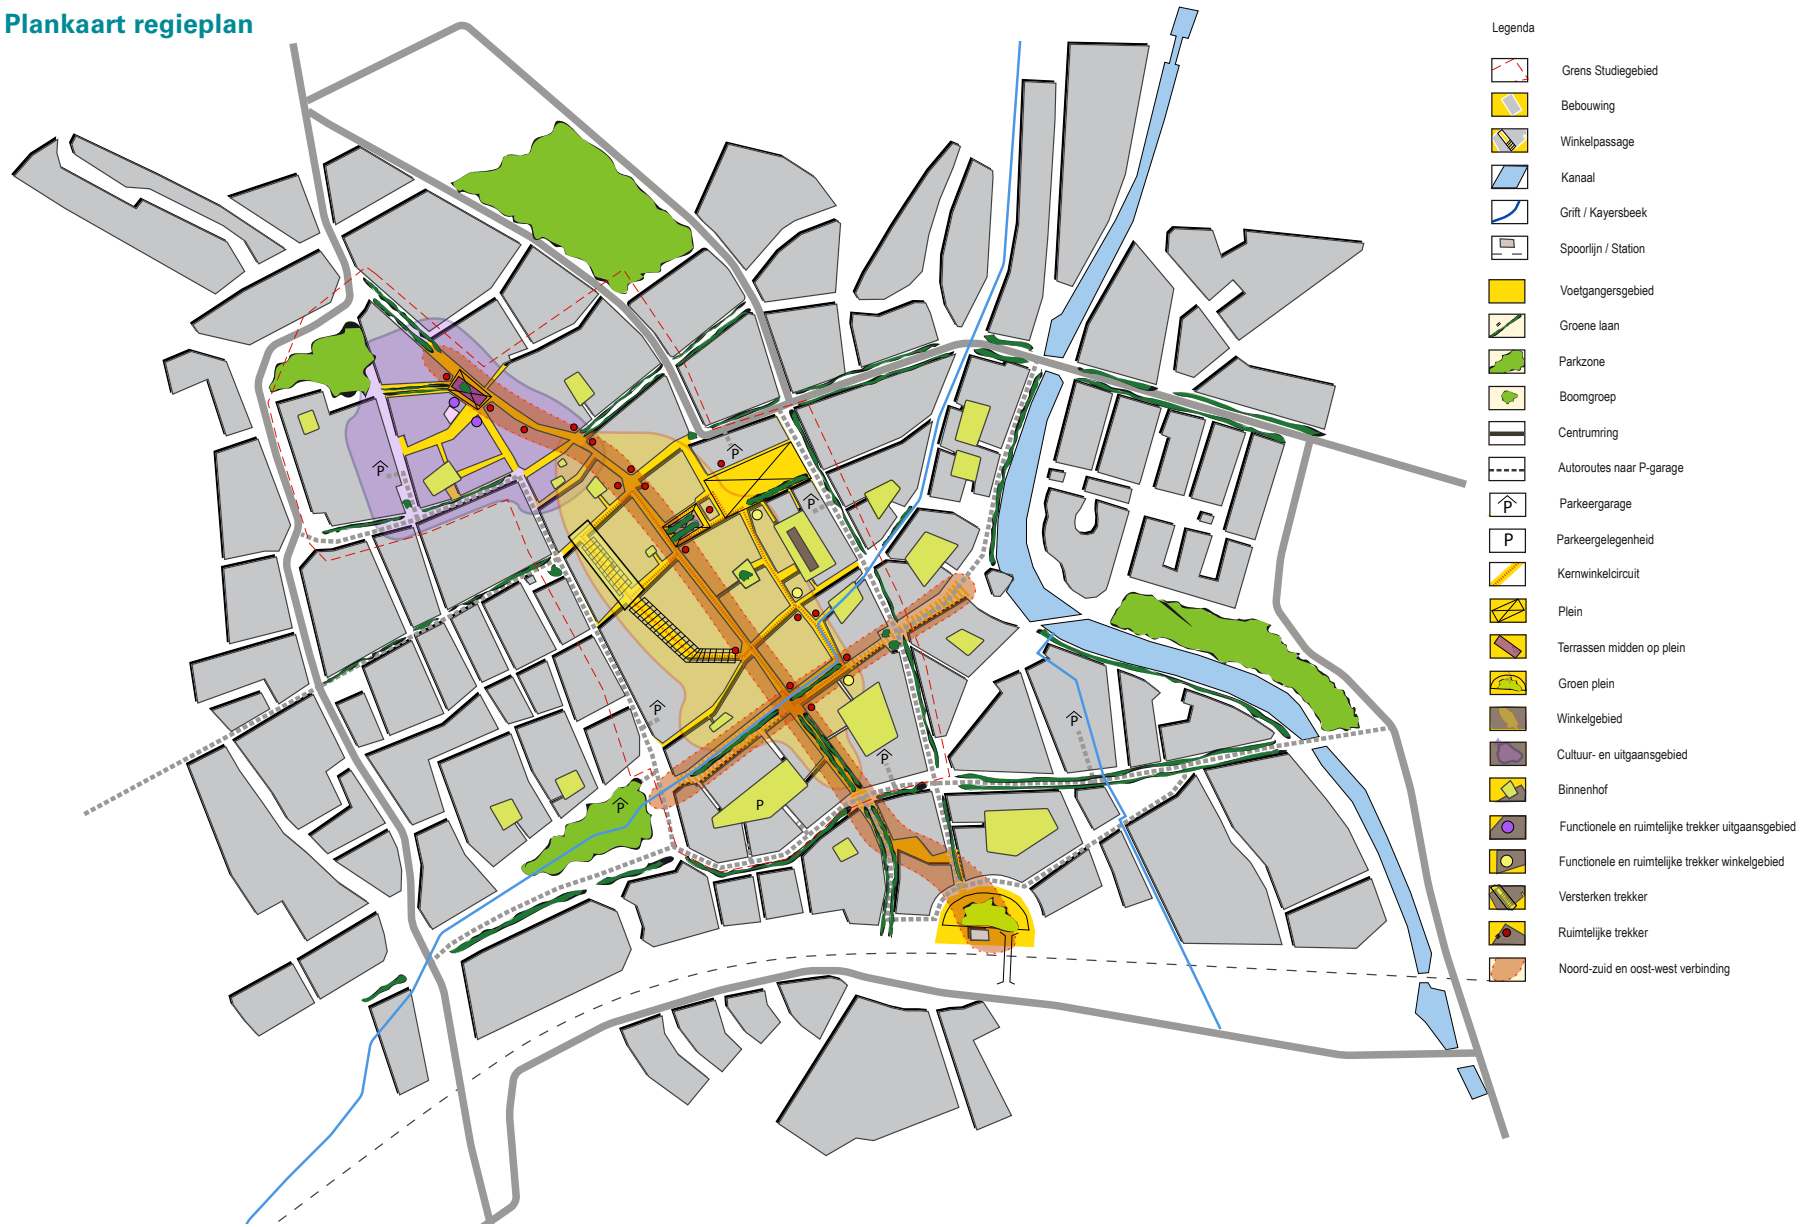 Plankaart regieplan
Legenda
Grens Studiegebied
Bebouwing
Winkelpassage
Kanaal
Grift / Kayersbeek
Spoorlijn / Station
Voetgangersgebied
Groene laan
Parkzone
Boomgroep
Centrumring
Autoroutes naar P-garage
P
Parkeergarage
P
Parkeergelegenheid
Kernwinkelcircuit
Plein
Terrassen midden op plein
Groen plein
Winkelgebied
Cultuur- en uitgaansgebied
Binnenhof
Functionele en ruimtelijke trekker uitgaansgebied
Functionele en ruimtelijke trekker winkelgebied
Versterken trekker
Ruimtelijke trekker
Noord-zuid en oost-west verbinding
P
P
P
P
P
P
P
P